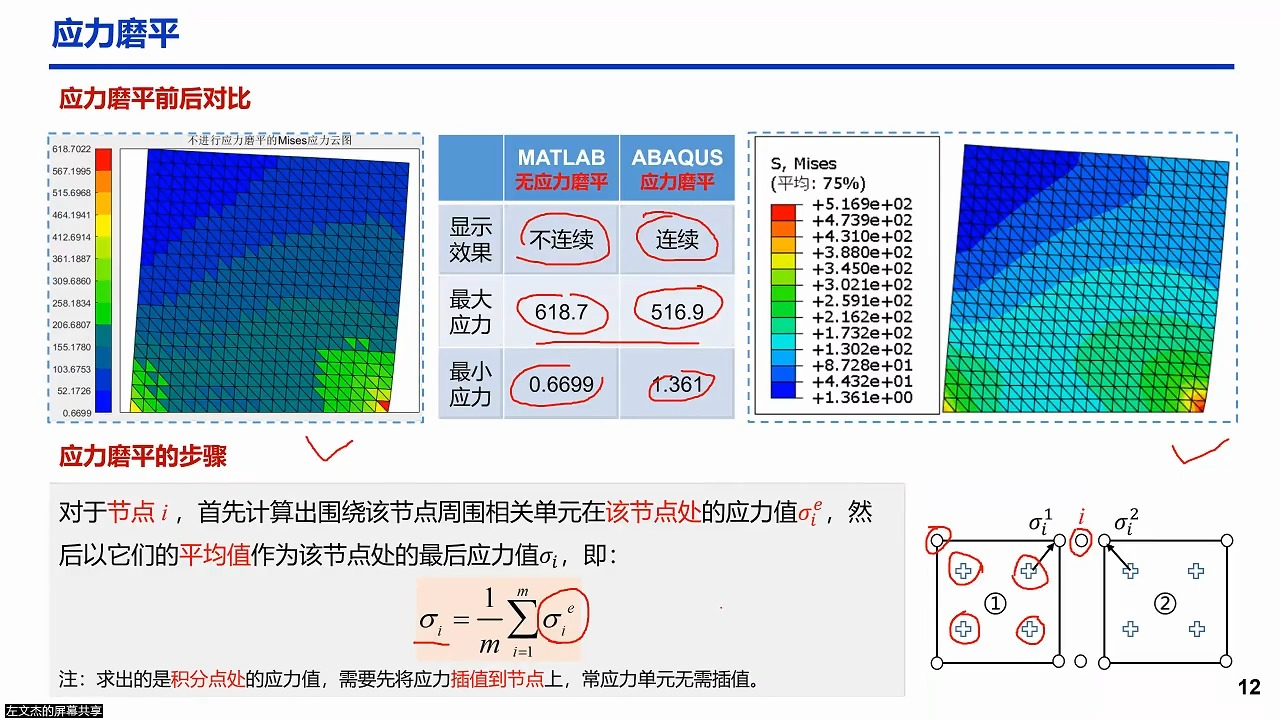 应力磨平
应力磨平前后对比
不进行应力磨平的Mises应力云图
618.7022
567.1995
515.6968
464.1941
412.6914
361.1887
309.6860
258.1834
206.6807
155.1780
103.6753
52.1726
0.6699
MATLAB
无应力磨平
ABAQUS
应力磨平
显示效果
不连续
连续
最大应力
618.7
516.9
最小应力
0.6699
1.361
S, Mises
(平均: 75%)
+5.169e+02
+4.739e+02
+4.310e+02
+3.880e+02
+3.450e+02
+3.021e+02
+2.591e+02
+2.162e+02
+1.732e+02
+1.302e+02
+8.728e+01
+4.432e+01
+1.361e+00
应力磨平的步骤
对于节点 i ，首先计算出围绕该节点周围相关单元在该节点处的应力值σᵢᵉ，然
后以它们的平均值作为该节点处的最后应力值σᵢ，即：
σᵢ = 1/m ∑_{i=1}^{m} σᵢᵉ
注：求出的是积分点处的应力值，需要先将应力插值到节点上，常应力单元无需插值。
σᵢ¹ i σᵢ²
① ②
12
左文杰的屏幕共享